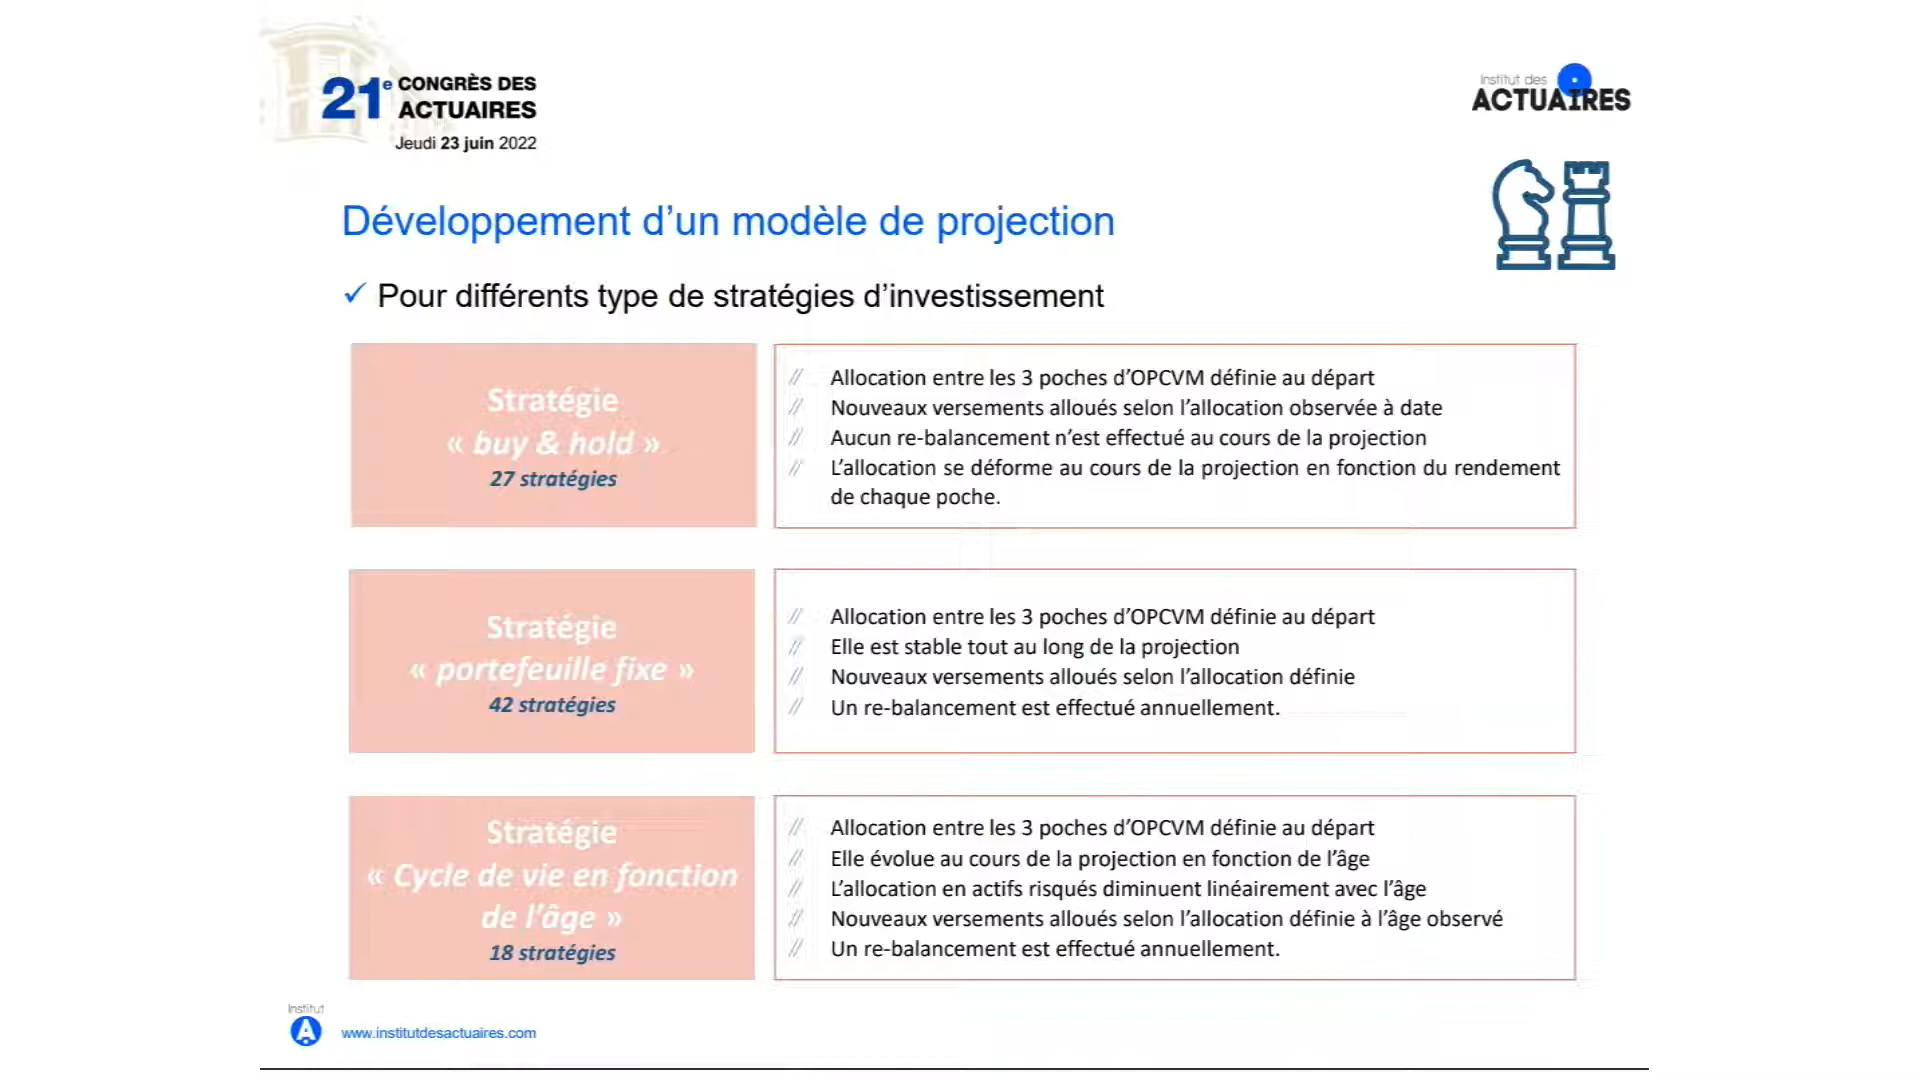 21e CONGRÈS DES
ACTUAIRES
Jeudi 23 juin 2022
Institut des
ACTUAIRES
Développement d’un modèle de projection
✓ Pour différents type de stratégies d’investissement
Stratégie
« buy & hold »
27 stratégies
// Allocation entre les 3 poches d’OPCVM définie au départ
// Nouveaux versements alloués selon l’allocation observée à date
// Aucun re-balancement n’est effectué au cours de la projection
// L’allocation se déforme au cours de la projection en fonction du rendement
de chaque poche.
Stratégie
« portefeuille fixe »
42 stratégies
// Allocation entre les 3 poches d’OPCVM définie au départ
// Elle est stable tout au long de la projection
// Nouveaux versements alloués selon l’allocation définie
// Un re-balancement est effectué annuellement.
Stratégie
« Cycle de vie en fonction
de l’âge »
18 stratégies
// Allocation entre les 3 poches d’OPCVM définie au départ
// Elle évolue au cours de la projection en fonction de l’âge
// L’allocation en actifs risqués diminuent linéairement avec l’âge
// Nouveaux versements alloués selon l’allocation définie à l’âge observé
// Un re-balancement est effectué annuellement.
Institut
A
www.institutdesactuaires.com